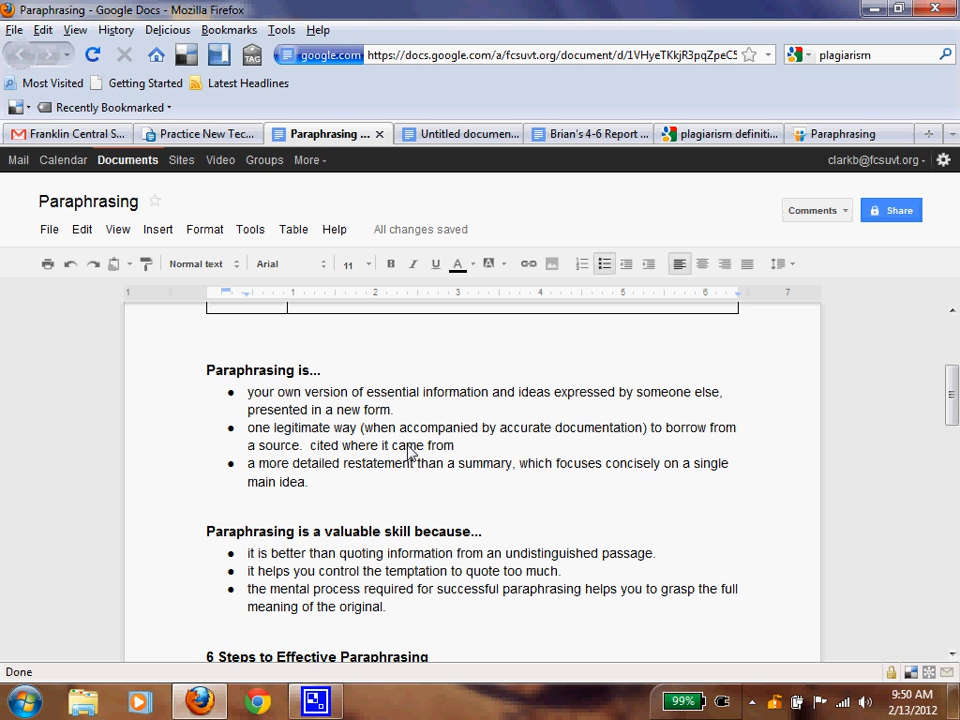 Paraphrasing - Google Docs - Mozilla Firefox
File Edit View History Delicious Bookmarks Tools Help
TAG google.com https://docs.google.com/a/fcsuvt.org/document/d/1VHyeTKkjR3pqZpeC5 plagiarism
Most Visited Getting Started Latest Headlines
Recently Bookmarked
Franklin Central S... Practice New Tec... Paraphrasing ... Untitled documen... Brian's 4-6 Report ... plagiarism definiti... Paraphrasing
Mail Calendar Documents Sites Video Groups More clarkb@fcsuvt.org
Paraphrasing
Comments Share
File Edit View Insert Format Tools Table Help All changes saved
Normal text Arial 11 B I U A A
1 1 2 3 4 5 6 7
Paraphrasing is...
● your own version of essential information and ideas expressed by someone else,
presented in a new form.
● one legitimate way (when accompanied by accurate documentation) to borrow from
a source. cited where it came from
● a more detailed restatement than a summary, which focuses concisely on a single
main idea.
Paraphrasing is a valuable skill because...
● it is better than quoting information from an undistinguished passage.
● it helps you control the temptation to quote too much.
● the mental process required for successful paraphrasing helps you to grasp the full
meaning of the original.
6 Steps to Effective Paraphrasing
Done
99%
9:50 AM
2/13/2012